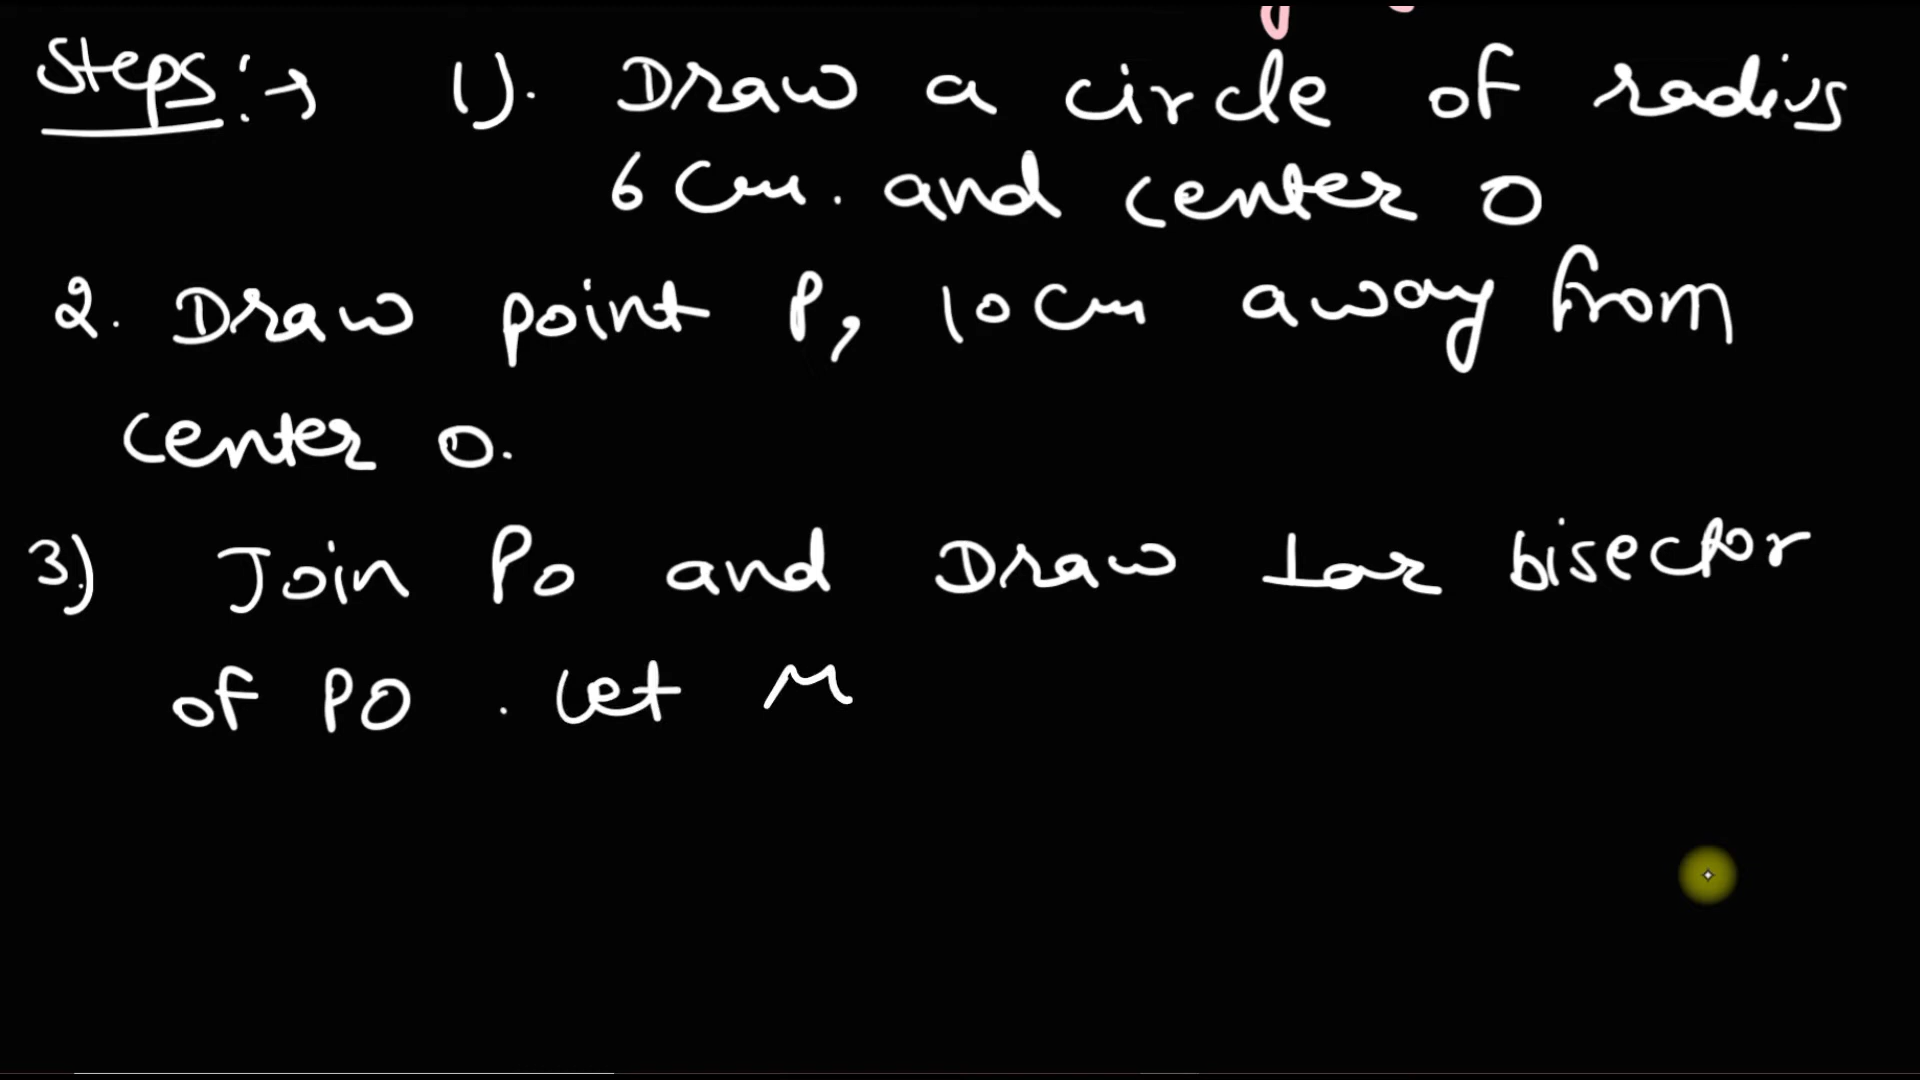 Steps:→ 1). Draw a circle of radius
6 cm. and center O
2. Draw point P, 10 cm away from
center O.
3) Join PO and Draw ⊥ar bisector
of PO. Let M